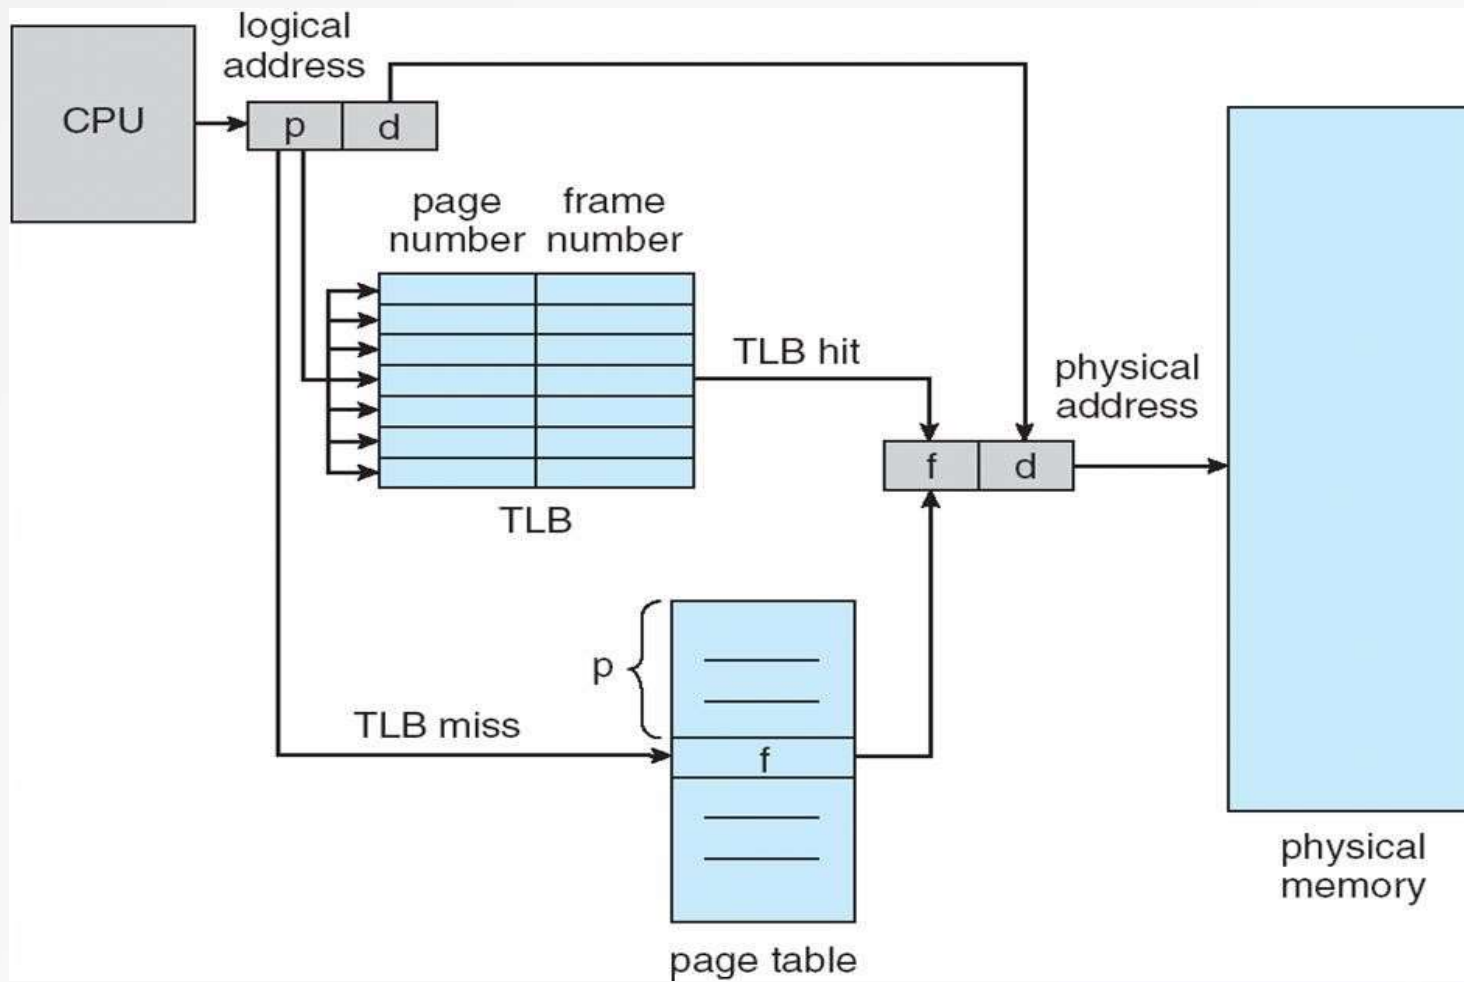 logical
address
CPU
p
d
page
number
frame
number
TLB hit
physical
address
f
d
TLB
p
TLB miss
f
physical
memory
page table